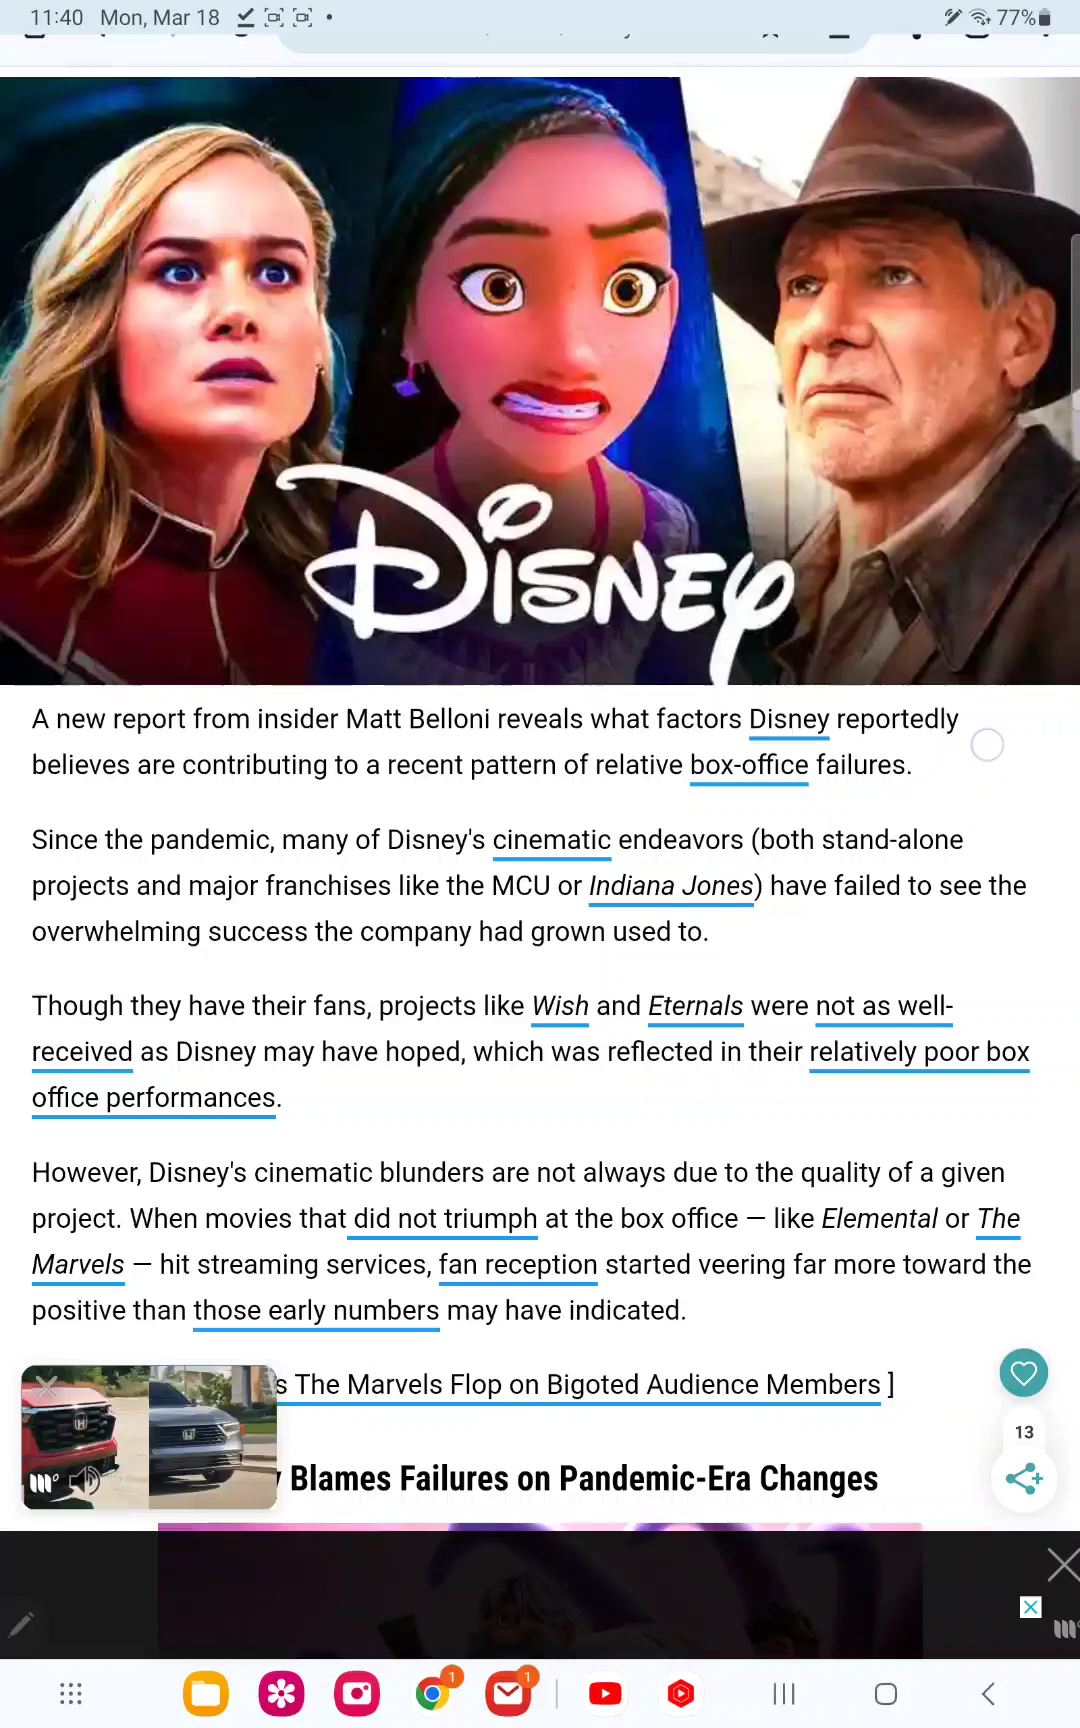 11:40 Mon, Mar 18
77%
DISNEY
A new report from insider Matt Belloni reveals what factors Disney reportedly
believes are contributing to a recent pattern of relative box-office failures.
Since the pandemic, many of Disney's cinematic endeavors (both stand-alone
projects and major franchises like the MCU or Indiana Jones) have failed to see the
overwhelming success the company had grown used to.
Though they have their fans, projects like Wish and Eternals were not as well-
received as Disney may have hoped, which was reflected in their relatively poor box
office performances.
However, Disney's cinematic blunders are not always due to the quality of a given
project. When movies that did not triumph at the box office — like Elemental or The
Marvels — hit streaming services, fan reception started veering far more toward the
positive than those early numbers may have indicated.
s The Marvels Flop on Bigoted Audience Members ]
13
Blames Failures on Pandemic-Era Changes
1
1